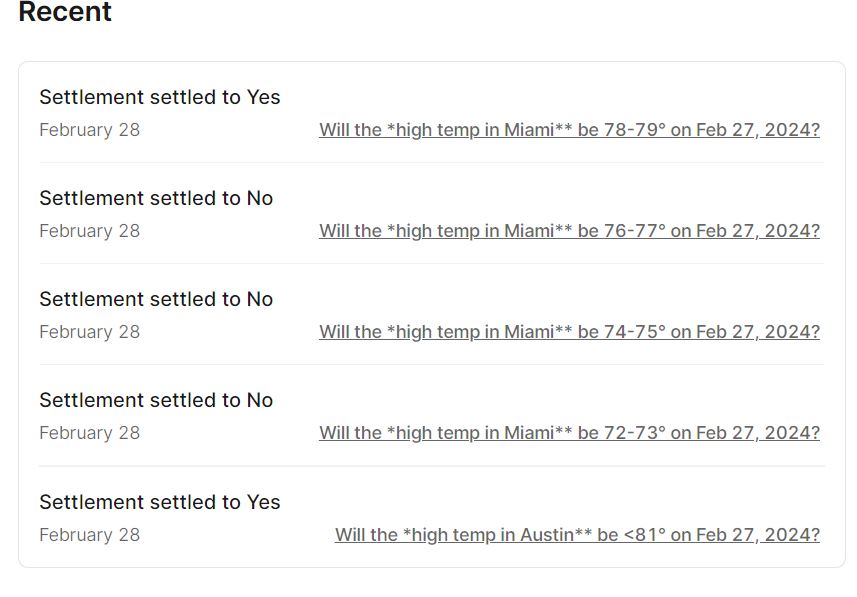 Recent
Settlement settled to Yes
February 28
Will the *high temp in Miami** be 78-79° on Feb 27, 2024?
Settlement settled to No
February 28
Will the *high temp in Miami** be 76-77° on Feb 27, 2024?
Settlement settled to No
February 28
Will the *high temp in Miami** be 74-75° on Feb 27, 2024?
Settlement settled to No
February 28
Will the *high temp in Miami** be 72-73° on Feb 27, 2024?
Settlement settled to Yes
February 28
Will the *high temp in Austin** be <81° on Feb 27, 2024?